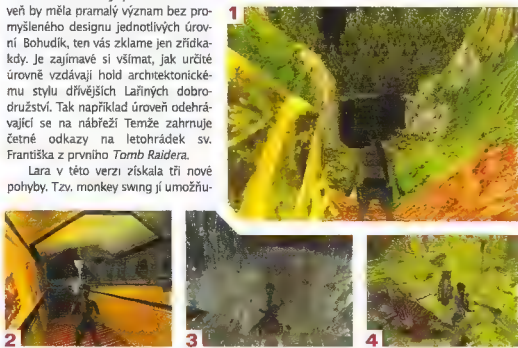 veň by měla pramalý význam bez pro-
myšleného designu jednotlivých úrov-
ní Bohudík, ten vás zklame jen zřídka-
kdy. Je zajímavé si všímat, jak určité
úrovně vzdávají hold architektonické-
mu stylu dřívějších Lařiných dobro-
družství. Tak například úroveň odehrá-
vající se na nábřeží Temže zahrnuje
četné odkazy na letohrádek sv.
Františka z prvního Tomb Raidera.
Lara v této verzi získala tři nové
pohyby. Tzv. monkey swing jí umožňu-
1
2
3
4